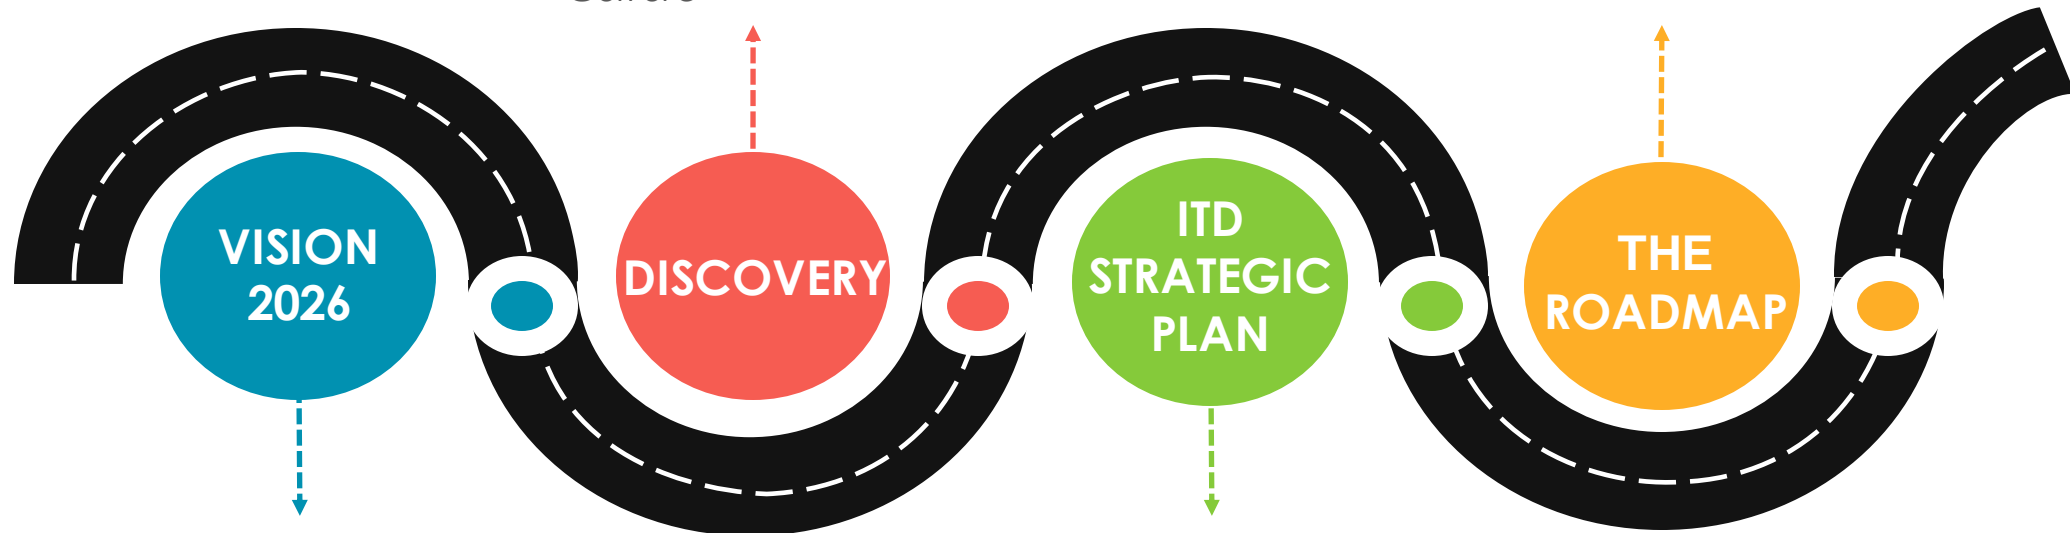 VISION
2026
DISCOVERY
ITD
STRATEGIC
PLAN
THE
ROADMAP